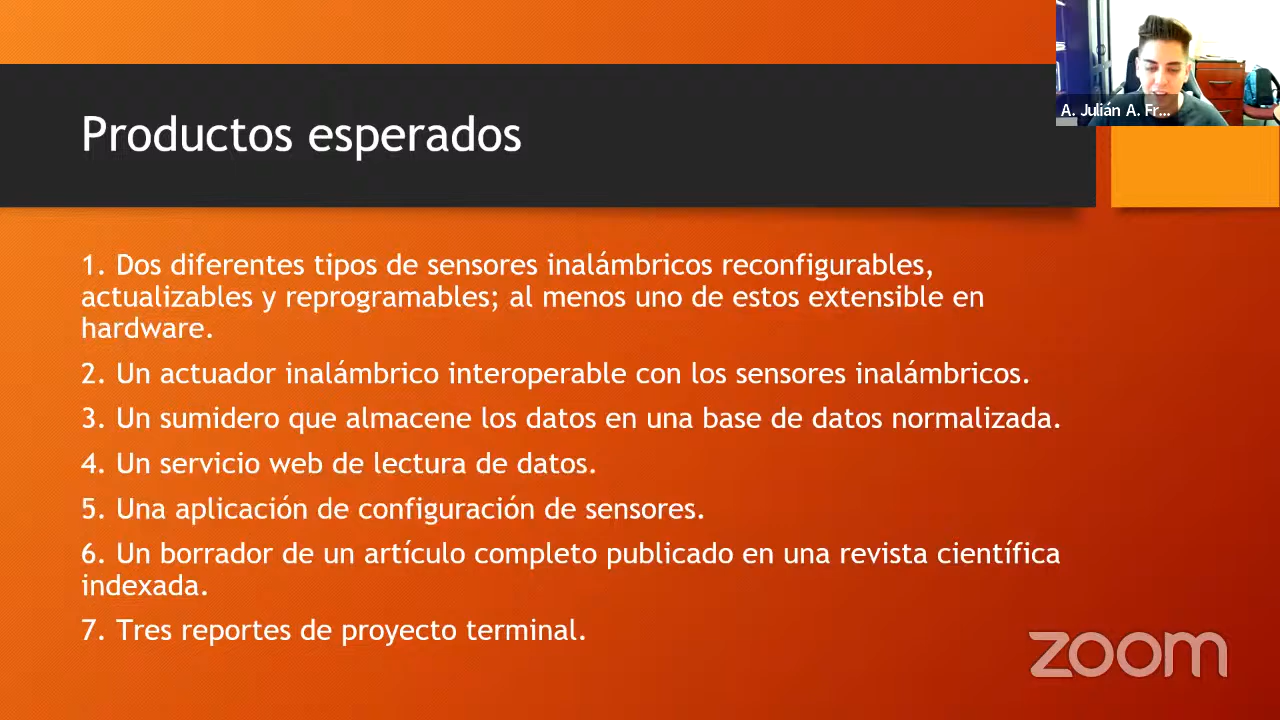 A. Julián A. Fr...
Productos esperados
1. Dos diferentes tipos de sensores inalámbricos reconfigurables,
actualizables y reprogramables; al menos uno de estos extensible en
hardware.
2. Un actuador inalámbrico interoperable con los sensores inalámbricos.
3. Un sumidero que almacene los datos en una base de datos normalizada.
4. Un servicio web de lectura de datos.
5. Una aplicación de configuración de sensores.
6. Un borrador de un artículo completo publicado en una revista científica
indexada.
7. Tres reportes de proyecto terminal.
zoom